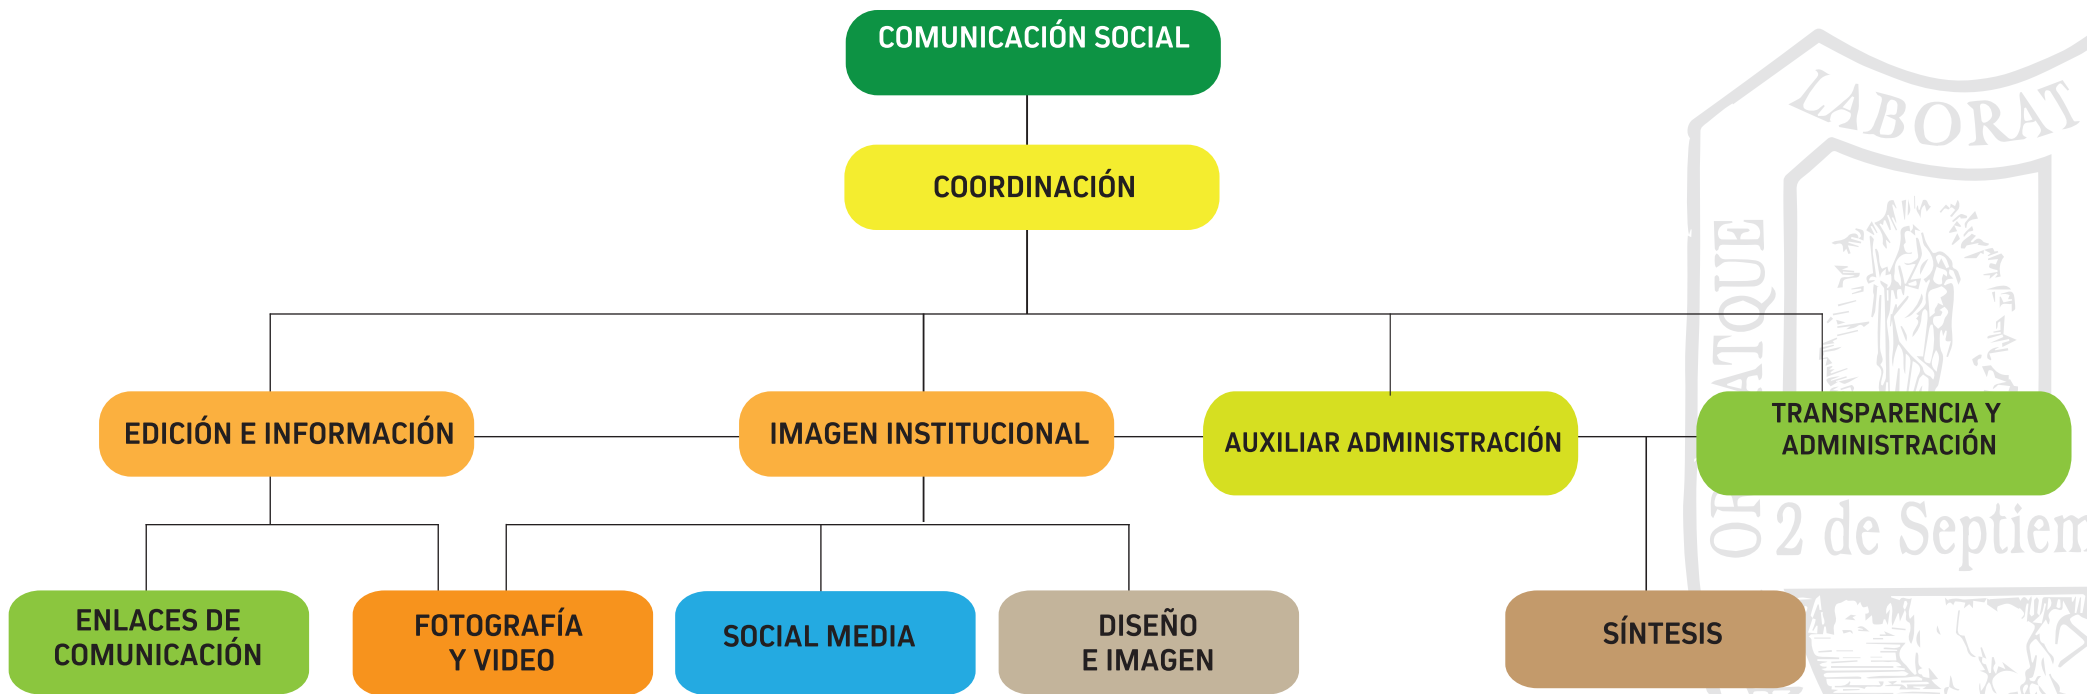 COMUNICACIÓN SOCIAL
COORDINACIÓN
EDICIÓN E INFORMACIÓN
IMAGEN INSTITUCIONAL
AUXILIAR ADMINISTRACIÓN
TRANSPARENCIA Y
ADMINISTRACIÓN
ENLACES DE
COMUNICACIÓN
FOTOGRAFÍA
Y VIDEO
SOCIAL MEDIA
DISEÑO
E IMAGEN
SÍNTESIS
LABORAT
2 de Septiem